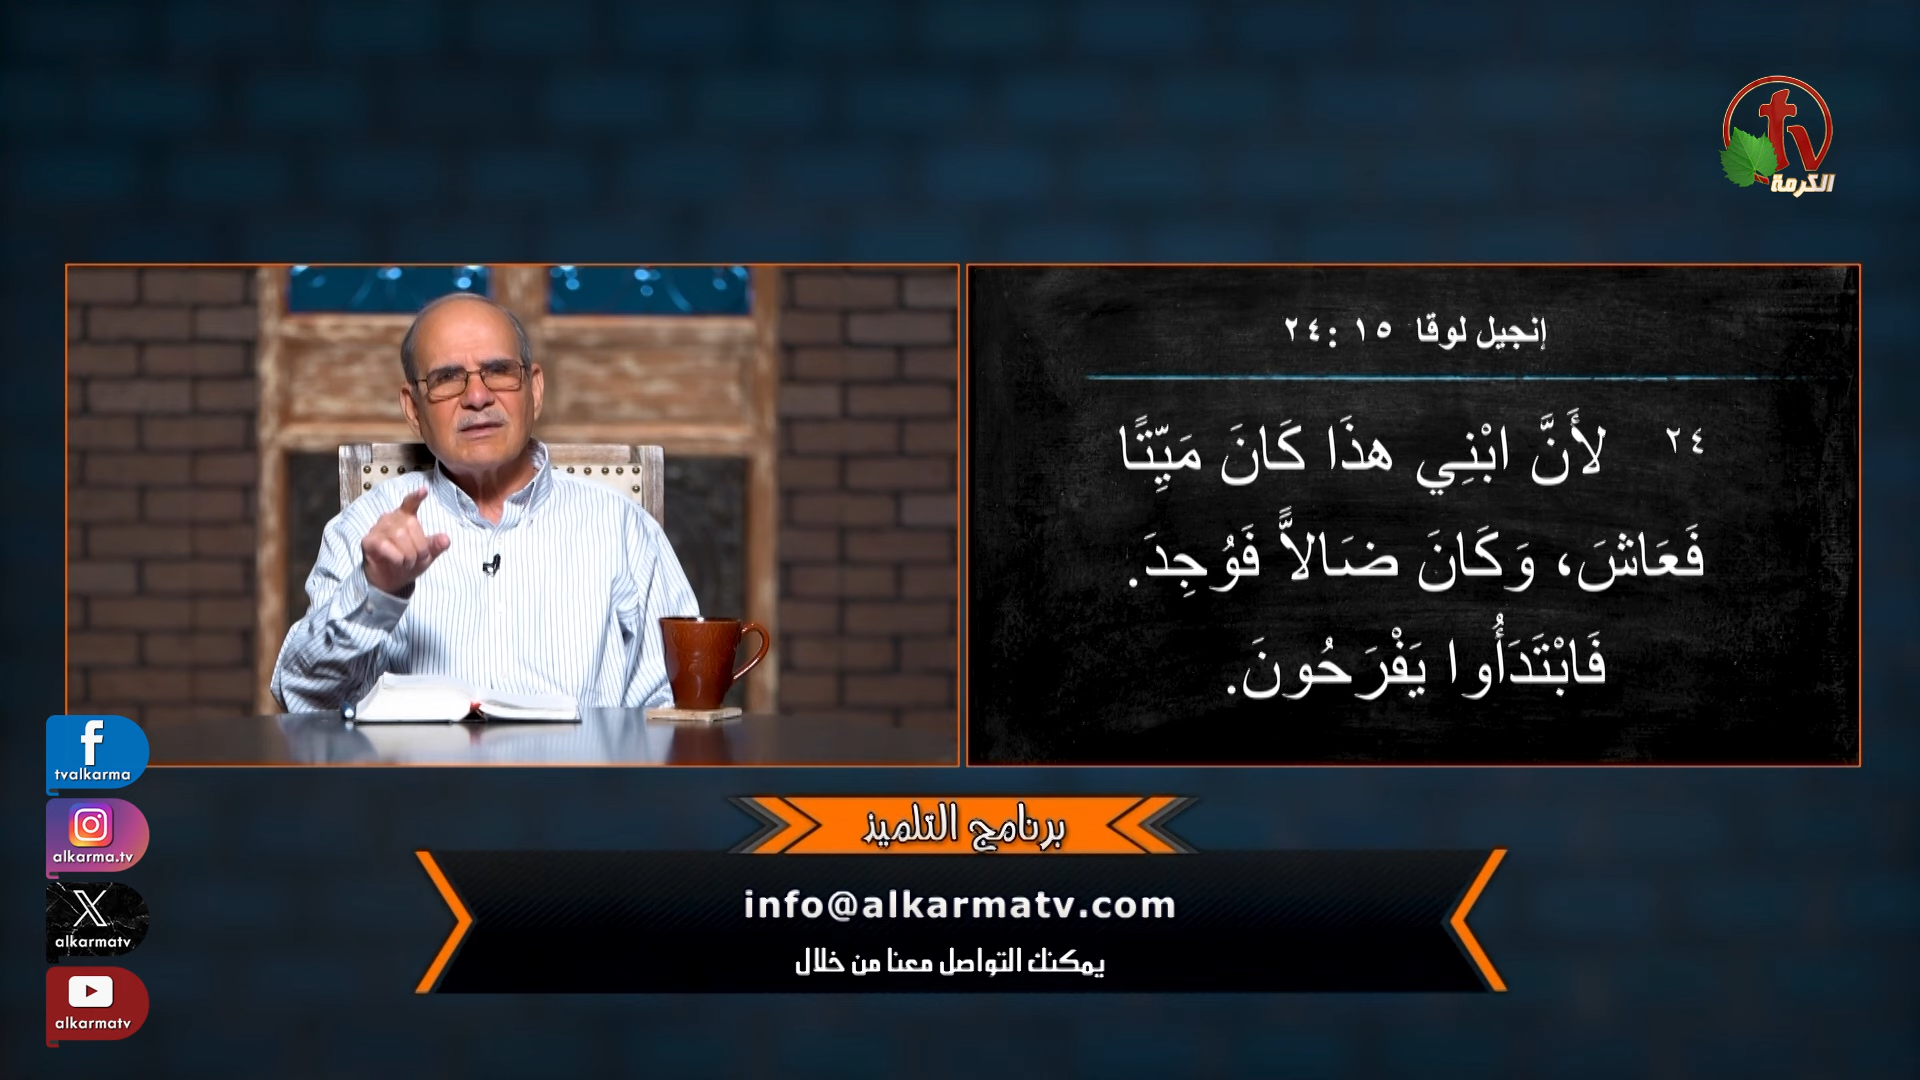 tv
الكرمة
إنجيل لوقا ١٥ :٢٤
٢٤ لأَنَّ ابْنِي هذَا كَانَ مَيِّتًا
فَعَاشَ، وَكَانَ ضَالاًّ فَوُجِدَ.
فَابْتَدَأُوا يَفْرَحُونَ.
f
tvalkarma
alkarma.tv
X
alkarmatv
alkarmatv
برنامج التلميذ
info@alkarmatv.com
يمكنك التواصل معنا من خلال